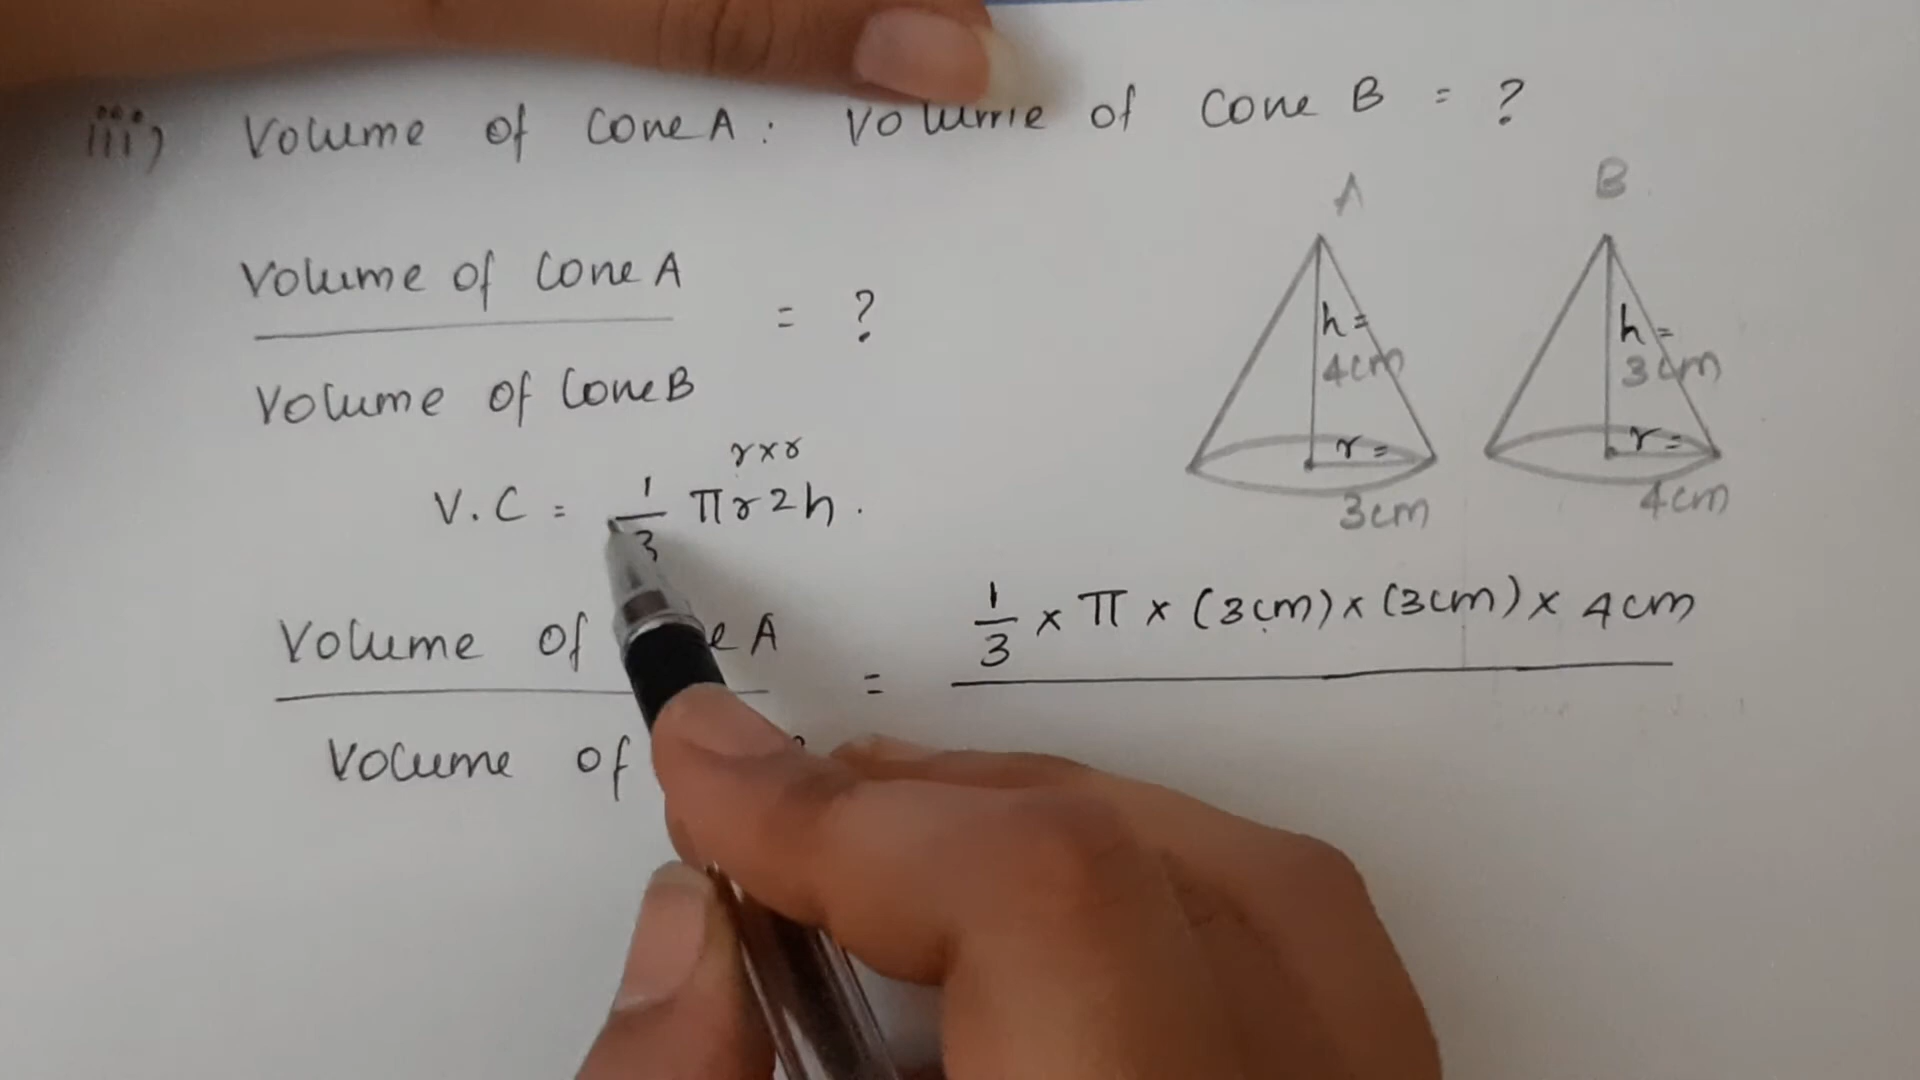 iii) Volume of Cone A : Volume of Cone B = ?
A
B
Volume of Cone A
= ?
Volume of Cone B
h =
4cm
h =
3cm
r =
3cm
r =
4cm
r×r
V.C = 1/3 πr2h.
Volume of A
=
1/3 × π × (3cm) × (3cm) × 4cm
Volume of